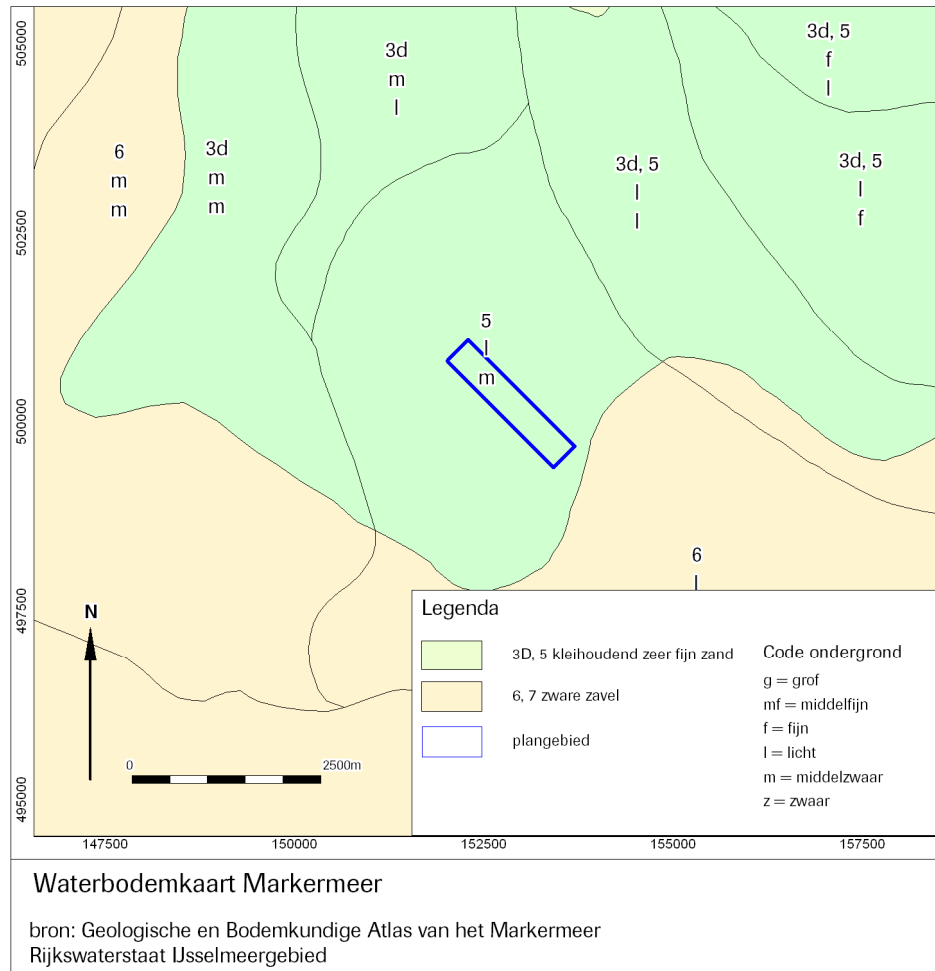 505000
502500
500000
497500
495000
3d, 5
f
l
3d
m
l
6
m
m
3d
m
m
3d, 5
l
l
3d, 5
l
f
5
l
m
6
l
N
0 2500m
Legenda
3D, 5 kleihoudend zeer fijn zand
6, 7 zware zavel
plangebied
Code ondergrond
g = grof
mf = middelfijn
f = fijn
l = licht
m = middelzwaar
z = zwaar
147500 150000 152500 155000 157500
Waterbodemkaart Markermeer
bron: Geologische en Bodemkundige Atlas van het Markermeer
Rijkswaterstaat IJsselmeergebied